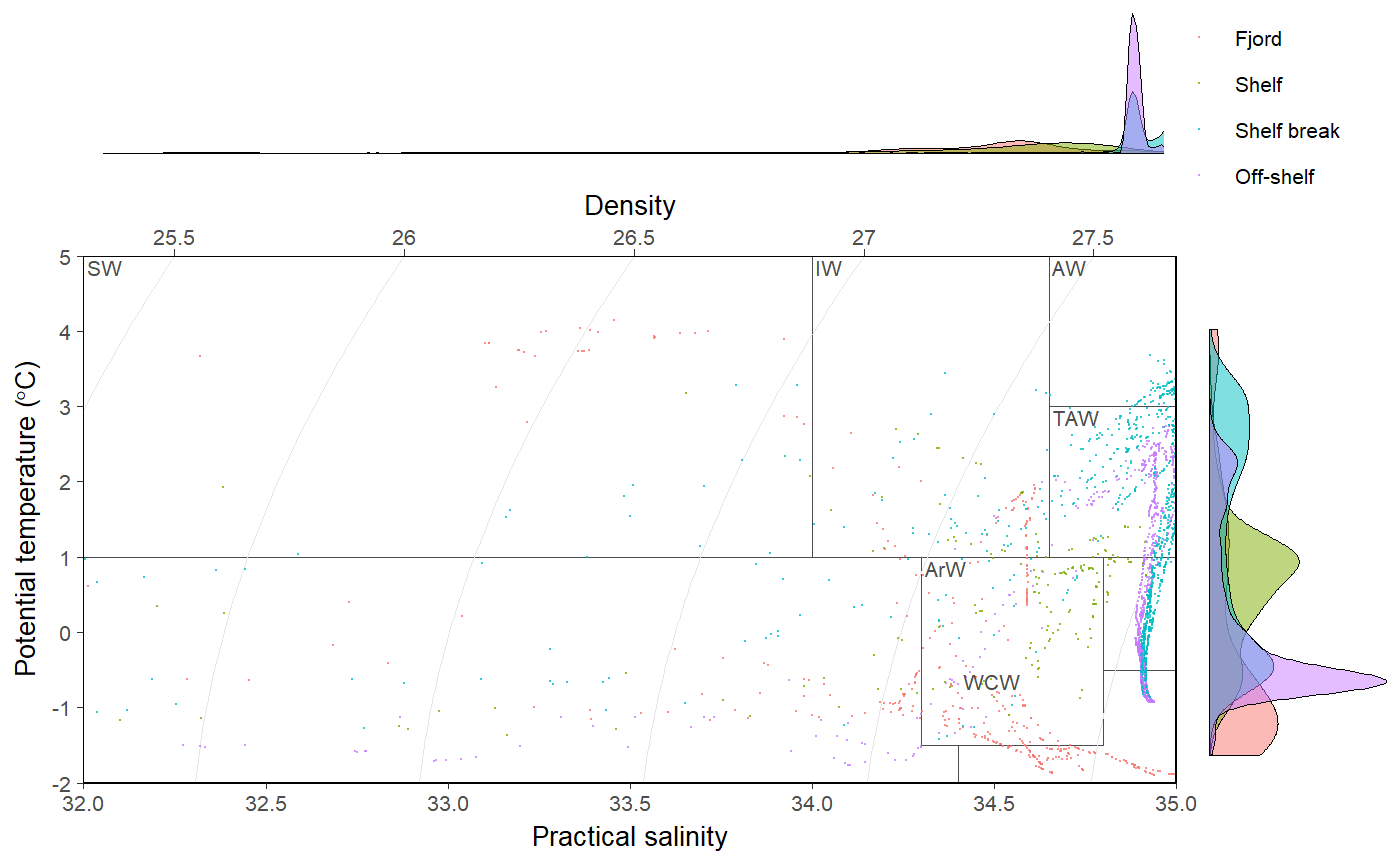 Fjord
Shelf
Shelf break
Off-shelf
Density
25.5 26 26.5 27 27.5
5 SW IW AW
4
3 TAW
2
1 ArW
0
-1 WCW
-2
32.0 32.5 33.0 33.5 34.0 34.5 35.0
Practical salinity
Potential temperature (°C)